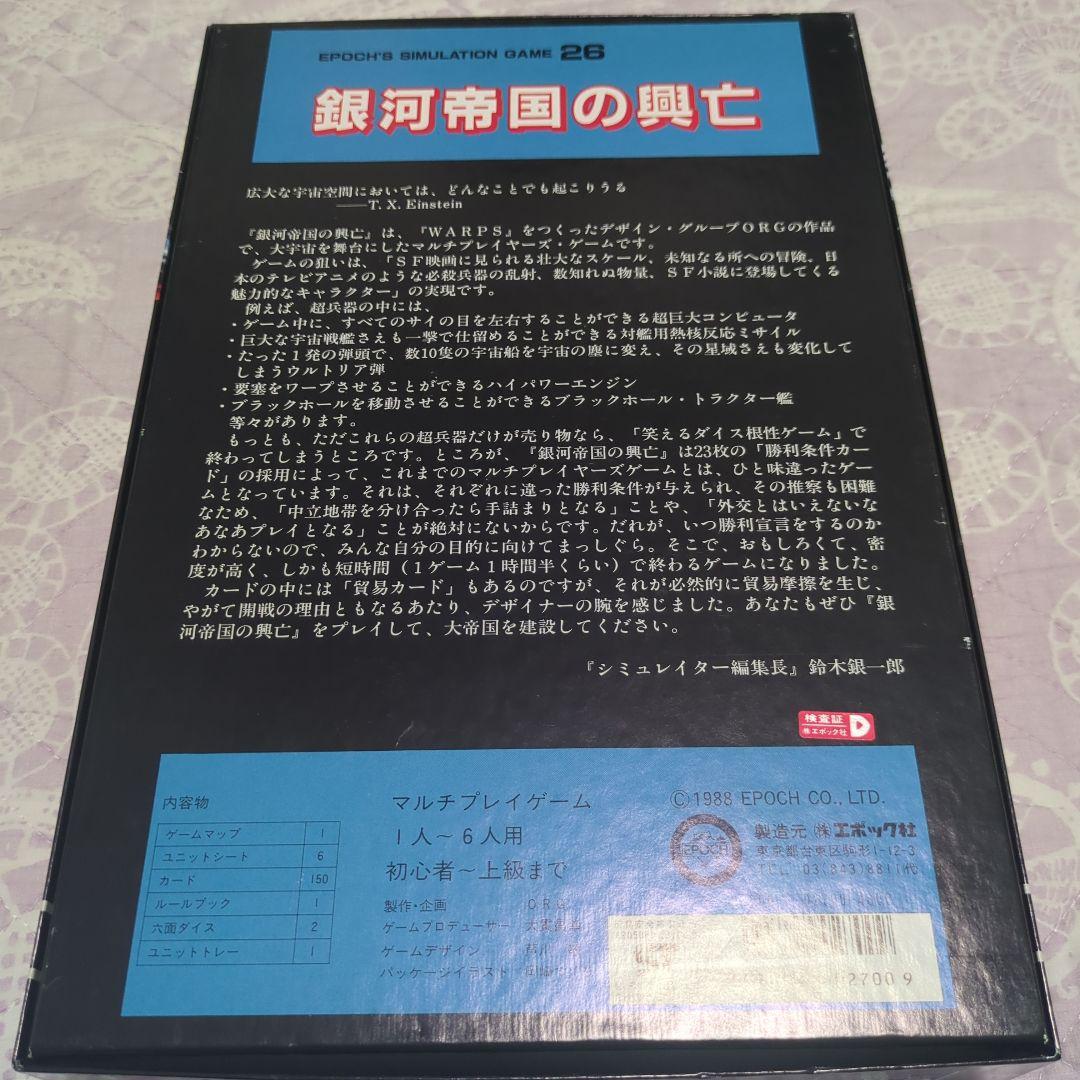 EPOCH'S SIMULATION GAME 26
銀河帝国の興亡
広大な宇宙空間においては、どんなことでも起こりうる
——T. X. Einstein
『銀河帝国の興亡』は、『WARPS』をつくったデザイン・グループORGの作品
で、大宇宙を舞台にしたマルチプレイヤーズ・ゲームです。
ゲームの狙いは、「SF映画に見られる壮大なスケール、未知なる所への冒険、日
本のテレビアニメのような必殺兵器の乱射、数知れぬ物量、SF小説に登場してくる
魅力的なキャラクター」の実現です。
例えば、超兵器の中には、
・ゲーム中に、すべてのサイの目を左右することができる超巨大コンピュータ
・巨大な宇宙戦艦さえも一撃で仕留めることができる対艦用熱核反応ミサイル
・たった1発の弾頭で、数10隻の宇宙船を宇宙の塵に変え、その星域さえも変化して
しまうウルトリア弾
・要塞をワープさせることができるハイパワーエンジン
・ブラックホールを移動させることができるブラックホール・トラクター艦
等々があります。
もっとも、ただこれらの超兵器だけが売り物なら、「笑えるダイス根性ゲーム」で
終わってしまうところです。ところが、『銀河帝国の興亡』は23枚の「勝利条件カー
ド」の採用によって、これまでのマルチプレイヤーズゲームとは、ひと味違ったゲー
ムとなっています。それは、それぞれに違った勝利条件が与えられ、その推察も困難
なため、「中立地帯を分け合ったら手詰まりとなる」ことや、「外交とはいえないな
あなあプレイとなる」ことが絶対にないからです。だれが、いつ勝利宣言をするのか
わからないので、みんな自分の目的に向けてまっしぐら。そこで、おもしろくて、密
度が高く、しかも短時間(1ゲーム1時間半くらい)で終わるゲームになりました。
カードの中には「貿易カード」もあるのですが、それが必然的に貿易摩擦を生じ、
やがて開戦の理由ともなるあたり、デザイナーの腕を感じました。あなたもぜひ『銀
河帝国の興亡』をプレイして、大帝国を建設してください。
『シミュレイター編集長』鈴木銀一郎
検査証
㈱エポック社
内容物
ゲームマップ 1
ユニットシート 6
カード 150
ルールブック 1
六面ダイス 2
ユニットトレー 1
マルチプレイゲーム
1人〜6人用
初心者〜上級まで
製作・企画 ORG
ゲームプロデューサー
ゲームデザイン
パッケージイラスト
©1988 EPOCH CO., LTD.
EPOCH
製造元 ㈱エポック社
東京都台東区駒形1-12-3
TEL 03(843)8811代
2700 9